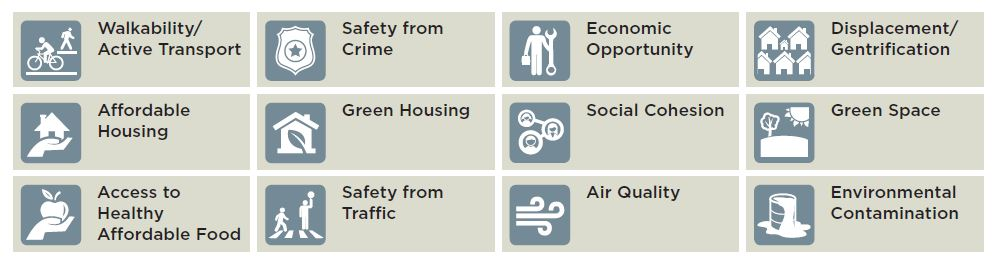 Walkability/
Active Transport
Safety from
Crime
Economic
Opportunity
Displacement/
Gentrification
Affordable
Housing
Green Housing
Social Cohesion
Green Space
Access to
Healthy
Affordable Food
Safety from
Traffic
Air Quality
Environmental
Contamination